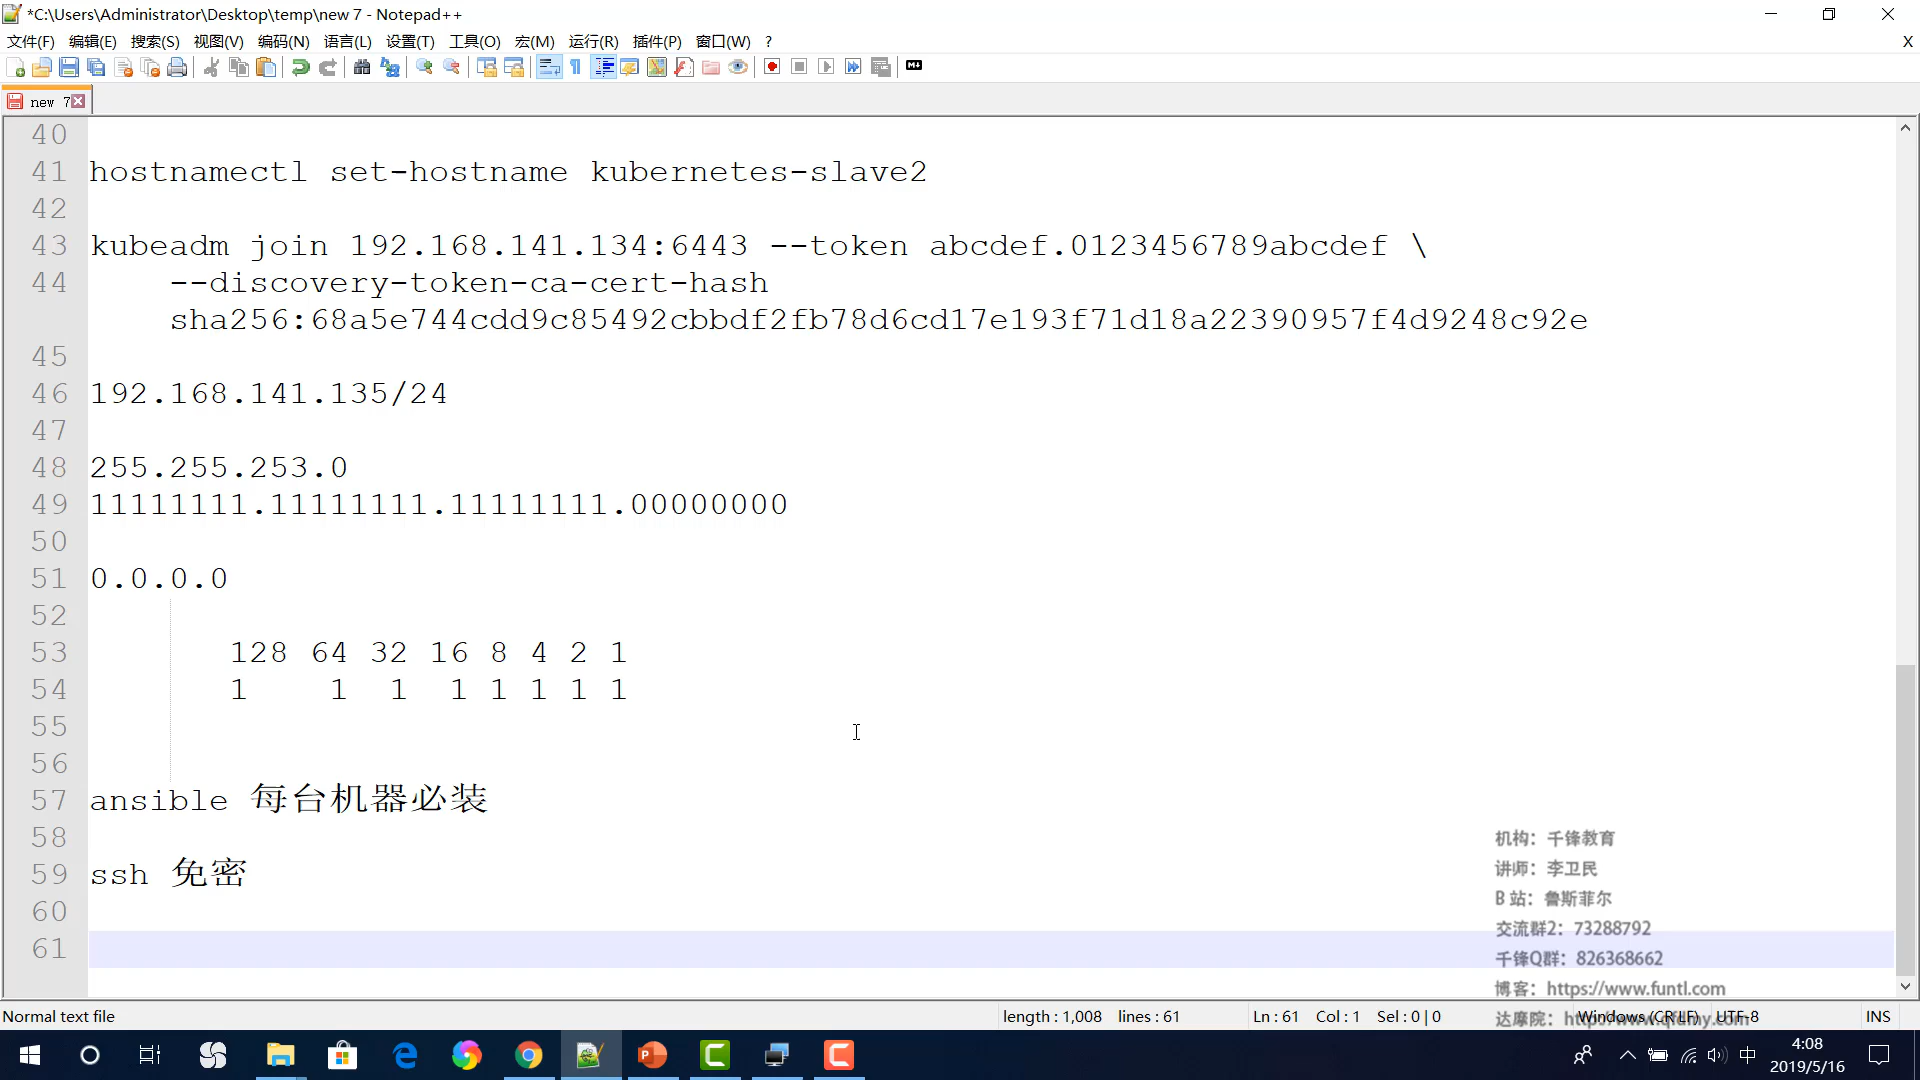 *C:\Users\Administrator\Desktop\temp\new 7 - Notepad++
文件(F) 编辑(E) 搜索(S) 视图(V) 编码(N) 语言(L) 设置(T) 工具(O) 宏(M) 运行(R) 插件(P) 窗口(W) ? X
new 7
40
41 hostnamectl set-hostname kubernetes-slave2
42
43 kubeadm join 192.168.141.134:6443 --token abcdef.0123456789abcdef \
44 --discovery-token-ca-cert-hash
sha256:68a5e744cdd9c85492cbbdf2fb78d6cd17e193f71d18a22390957f4d9248c92e
45
46 192.168.141.135/24
47
48 255.255.253.0
49 11111111.11111111.11111111.00000000
50
51 0.0.0.0
52
53 128 64 32 16 8 4 2 1
54 1 1 1 1 1 1 1 1
55
56
57 ansible 每台机器必装
58
59 ssh 免密
60
61
机构：千锋教育
讲师：李卫民
B 站：鲁斯菲尔
交流群2：73288792
千锋Q群：826368662
博客：https://www.funtl.com
达摩院：
Normal text file length : 1,008 lines : 61 Ln : 61 Col : 1 Sel : 0 | 0 Windows (CR LF) UTF-8 INS
中 4:08
2019/5/16